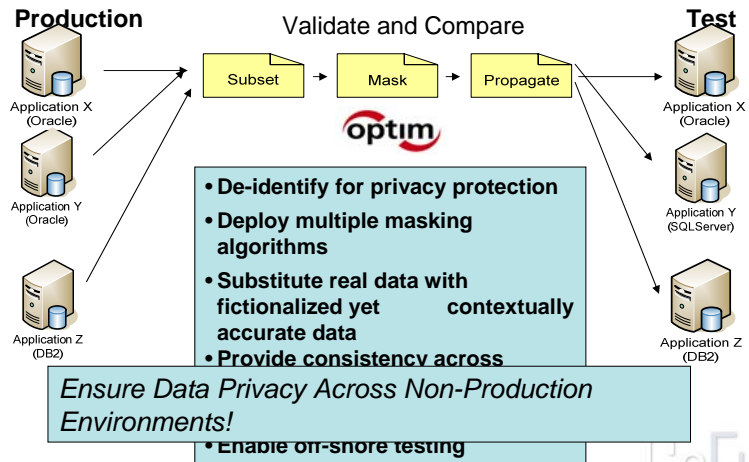 Production
Validate and Compare
Test
Subset
Mask
Propagate
Application X
(Oracle)
Application Y
(Oracle)
Application Z
(DB2)
optim
Application X
(Oracle)
Application Y
(SQLServer)
Application Z
(DB2)
• De-identify for privacy protection
• Deploy multiple masking
algorithms
• Substitute real data with
fictionalized yet contextually
accurate data
• Provide consistency across
Ensure Data Privacy Across Non-Production
Environments!
• Enable off-shore testing